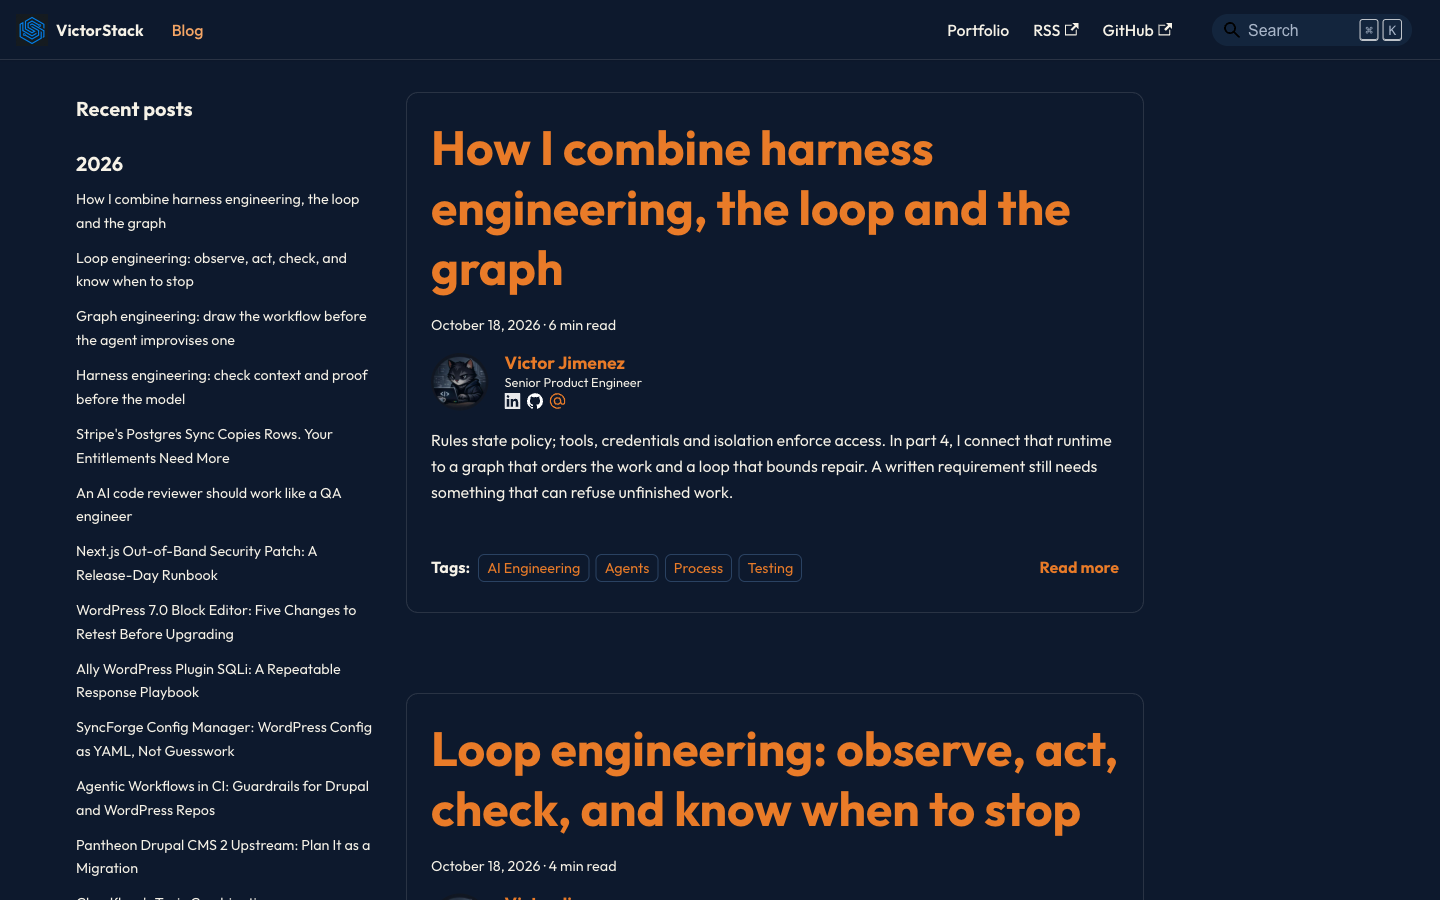 VictorStack
Blog
Portfolio
RSS
GitHub
Search
⌘ K
Recent posts
2026
How I combine harness engineering, the loop
and the graph
Loop engineering: observe, act, check, and
know when to stop
Graph engineering: draw the workflow before
the agent improvises one
Harness engineering: check context and proof
before the model
Stripe's Postgres Sync Copies Rows. Your
Entitlements Need More
An AI code reviewer should work like a QA
engineer
Next.js Out-of-Band Security Patch: A
Release-Day Runbook
WordPress 7.0 Block Editor: Five Changes to
Retest Before Upgrading
Ally WordPress Plugin SQLi: A Repeatable
Response Playbook
SyncForge Config Manager: WordPress Config
as YAML, Not Guesswork
Agentic Workflows in CI: Guardrails for Drupal
and WordPress Repos
Pantheon Drupal CMS 2 Upstream: Plan It as a
Migration
How I combine harness
engineering, the loop and the
graph
October 18, 2026 · 6 min read
Victor Jimenez
Senior Product Engineer
Rules state policy; tools, credentials and isolation enforce access. In part 4, I connect that runtime
to a graph that orders the work and a loop that bounds repair. A written requirement still needs
something that can refuse unfinished work.
Tags: AI Engineering Agents Process Testing
Read more
Loop engineering: observe, act,
check, and know when to stop
October 18, 2026 · 4 min read